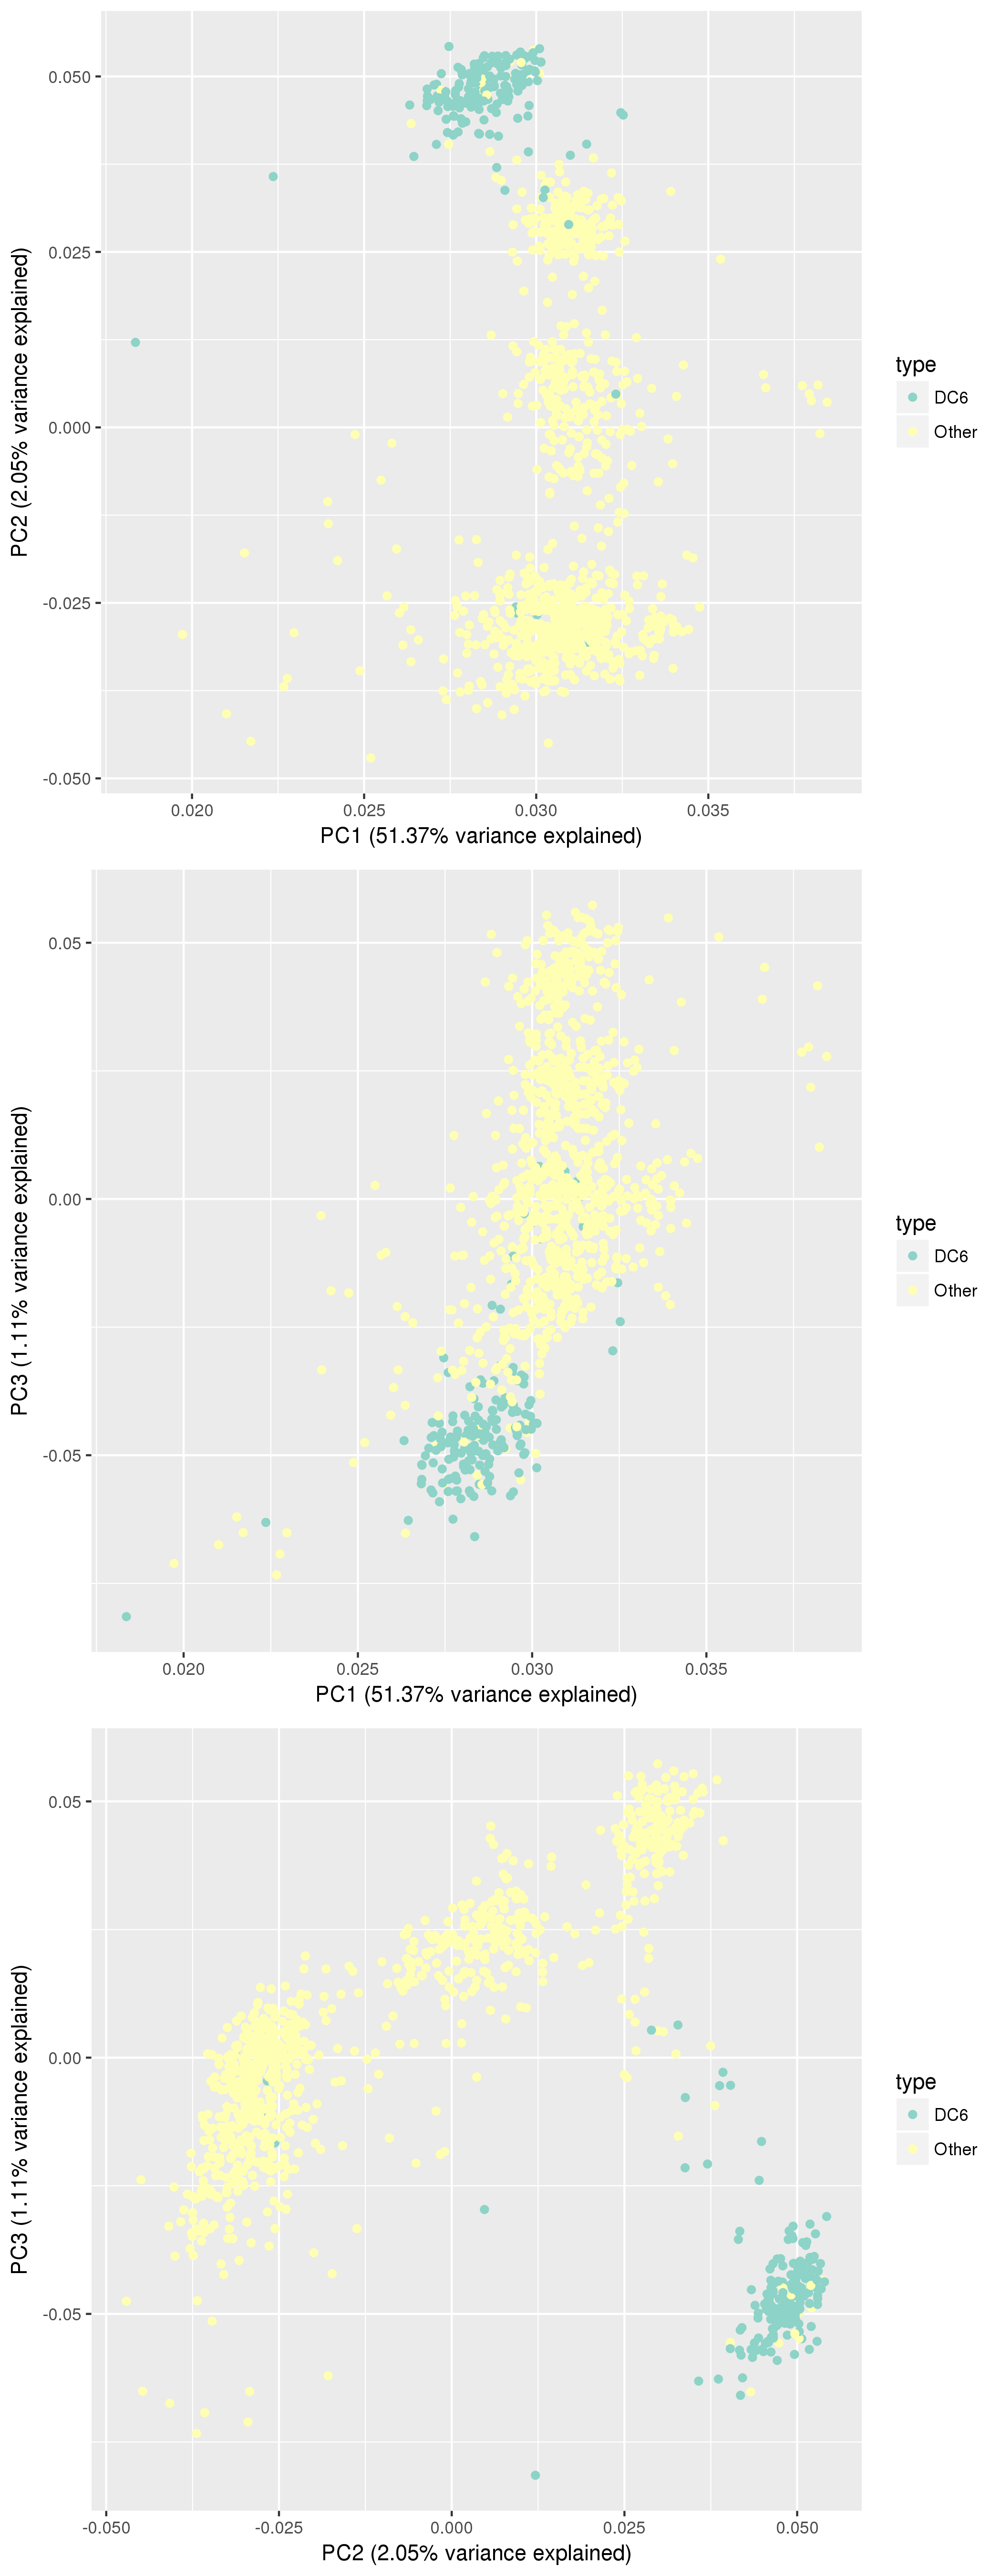 0.050
0.025
0.000
-0.025
-0.050
PC2 (2.05% variance explained)
0.020 0.025 0.030 0.035
PC1 (51.37% variance explained)
type
DC6
Other
0.05
0.00
-0.05
PC3 (1.11% variance explained)
0.020 0.025 0.030 0.035
PC1 (51.37% variance explained)
type
DC6
Other
0.05
0.00
-0.05
PC3 (1.11% variance explained)
-0.050 -0.025 0.000 0.025 0.050
PC2 (2.05% variance explained)
type
DC6
Other